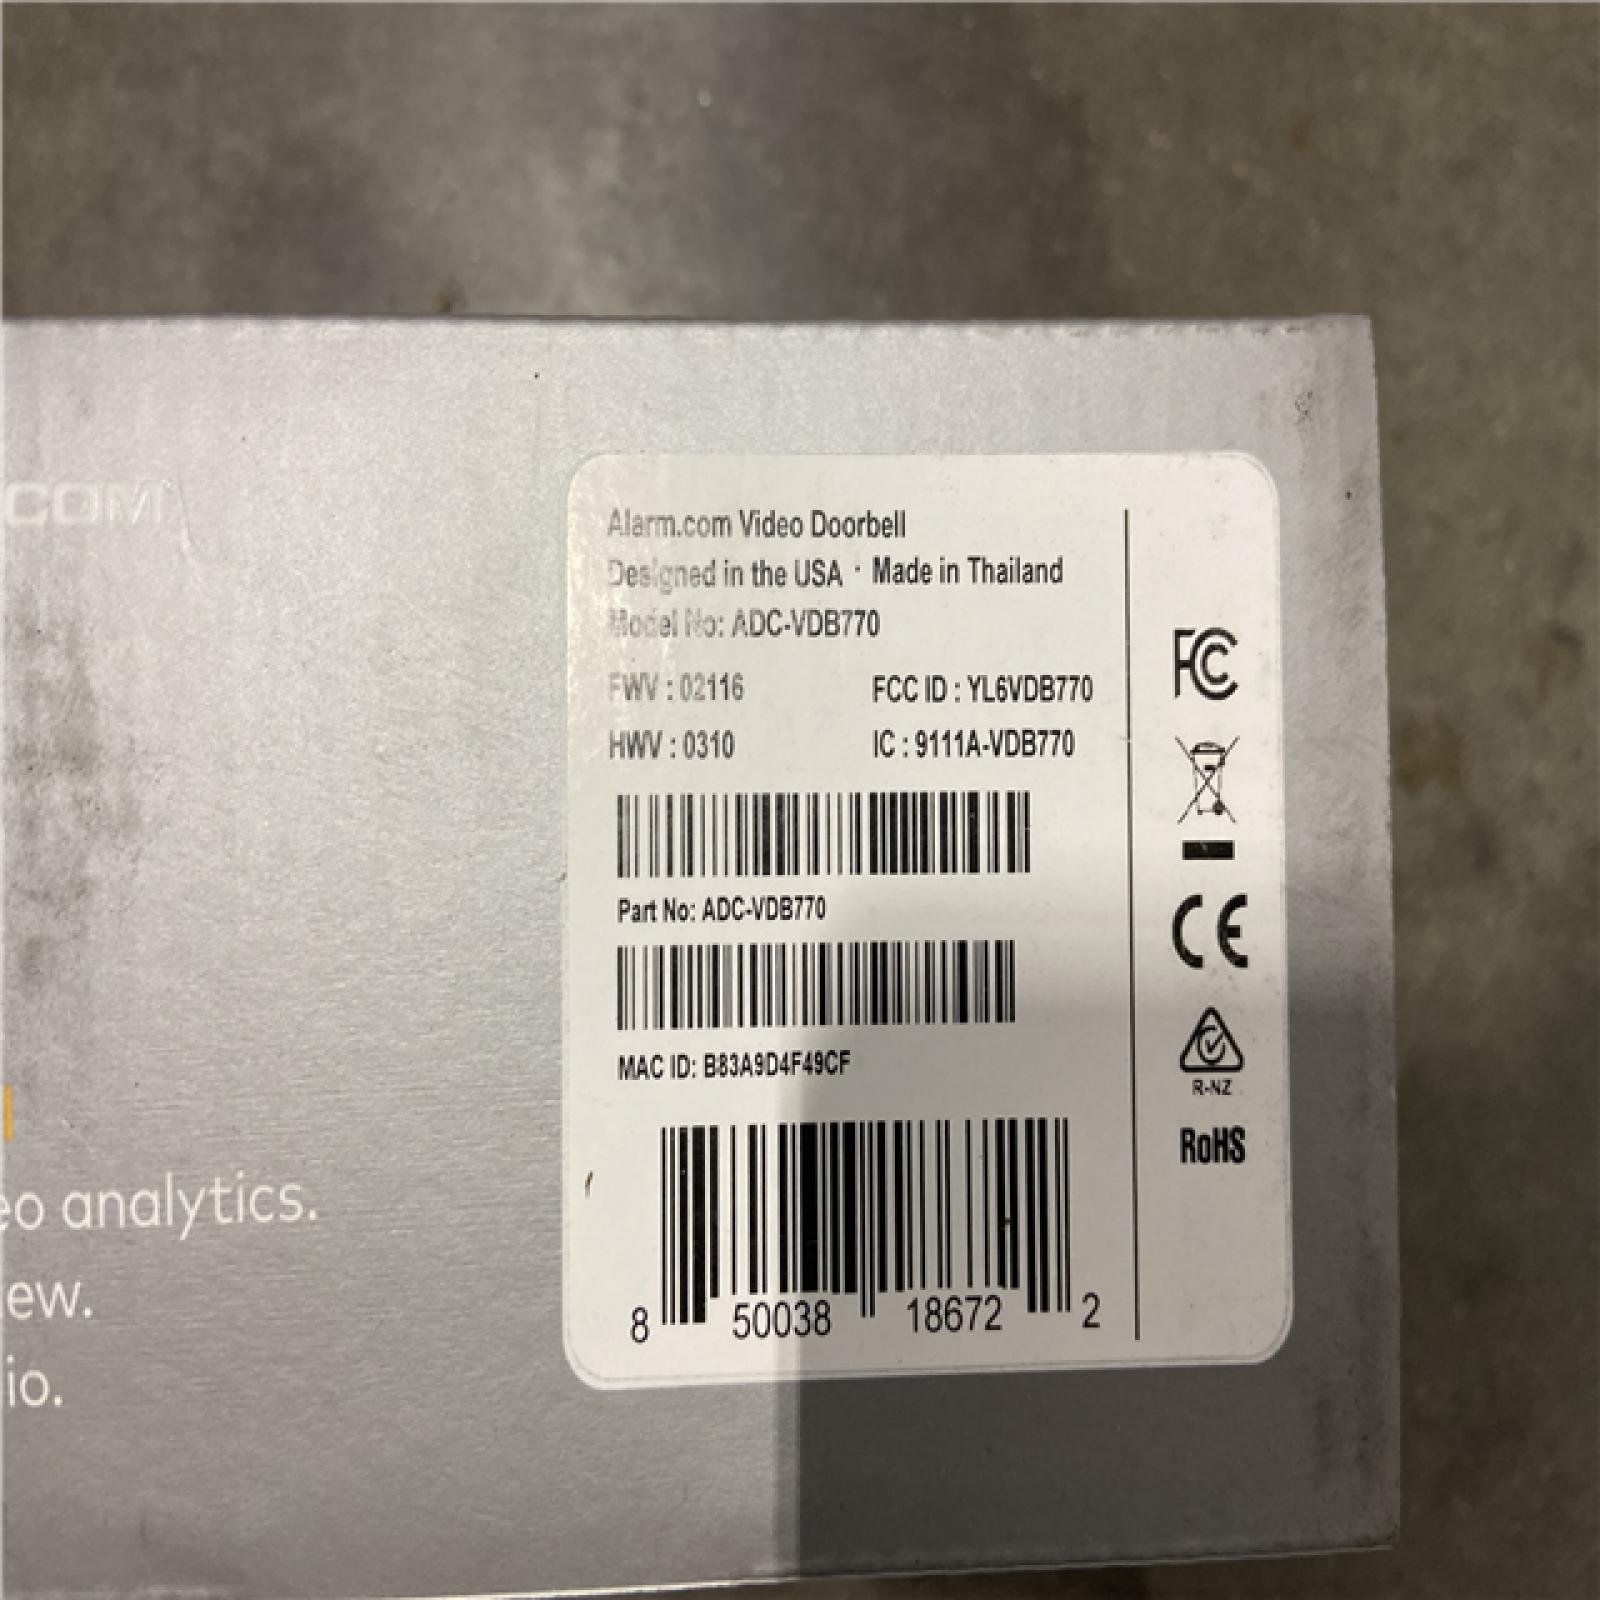 .COM
Alarm.com Video Doorbell
Designed in the USA · Made in Thailand
Model No: ADC-VDB770
FWV : 02116 FCC ID : YL6VDB770
HWV : 0310 IC : 9111A-VDB770
Part No: ADC-VDB770
MAC ID: B83A9D4F49CF
8 50038 18672 2
FC
CE
R-NZ
RoHS
eo analytics.
ew.
io.